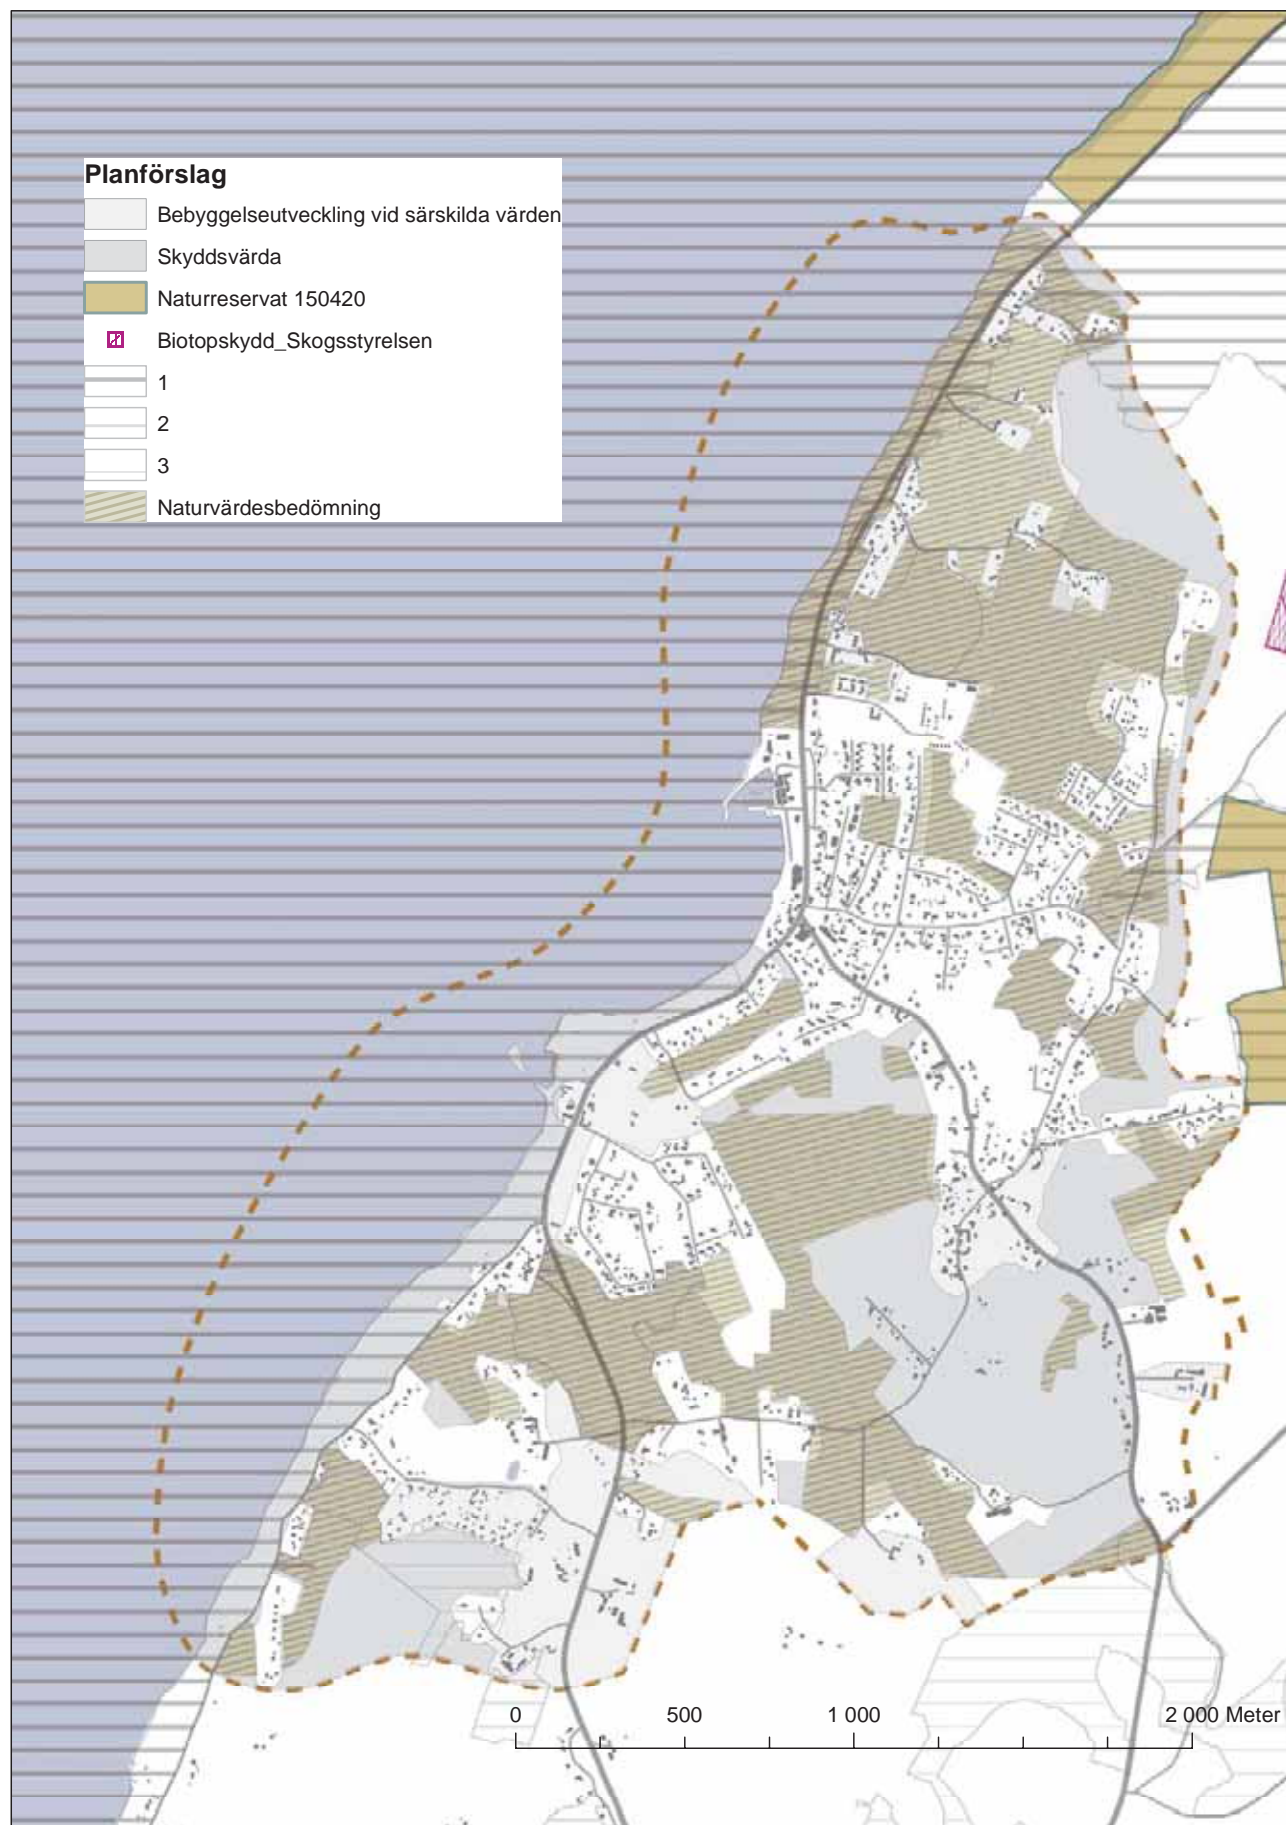 Planförslag
Bebyggelseutveckling vid särskilda värden
Skyddsvärda
Naturreservat 150420
Biotopskydd_Skogsstyrelsen
1
2
3
Naturvärdesbedömning
0 500 1 000 2 000 Meter